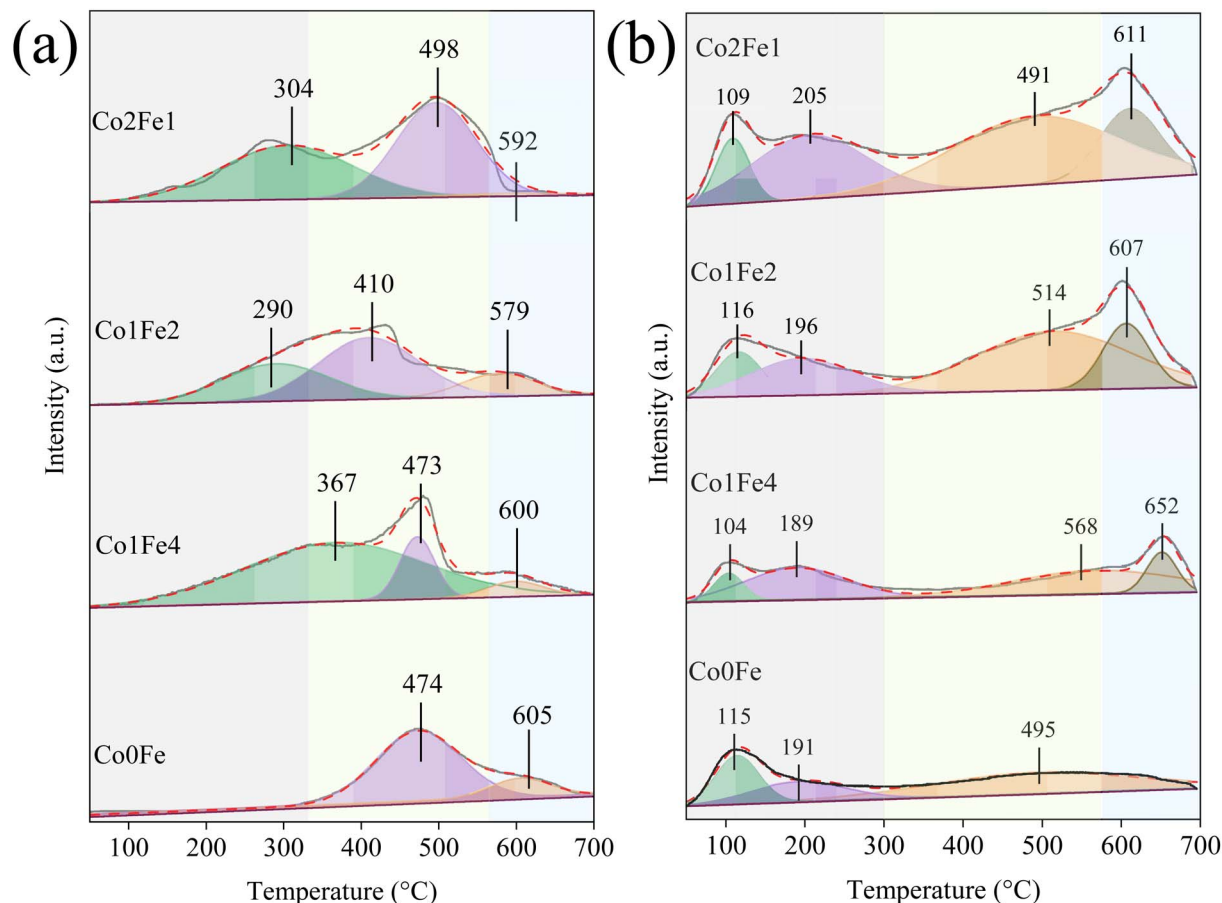 (a)
Co2Fe1
304
498
592
Co1Fe2
290
410
579
Co1Fe4
367
473
600
Co0Fe
474
605
Intensity (a.u.)
100 200 300 400 500 600 700
Temperature (°C)
(b)
Co2Fe1
109
205
491
611
Co1Fe2
116
196
514
607
Co1Fe4
104
189
568
652
Co0Fe
115
191
495
Intensity (a.u.)
100 200 300 400 500 600 700
Temperature (°C)